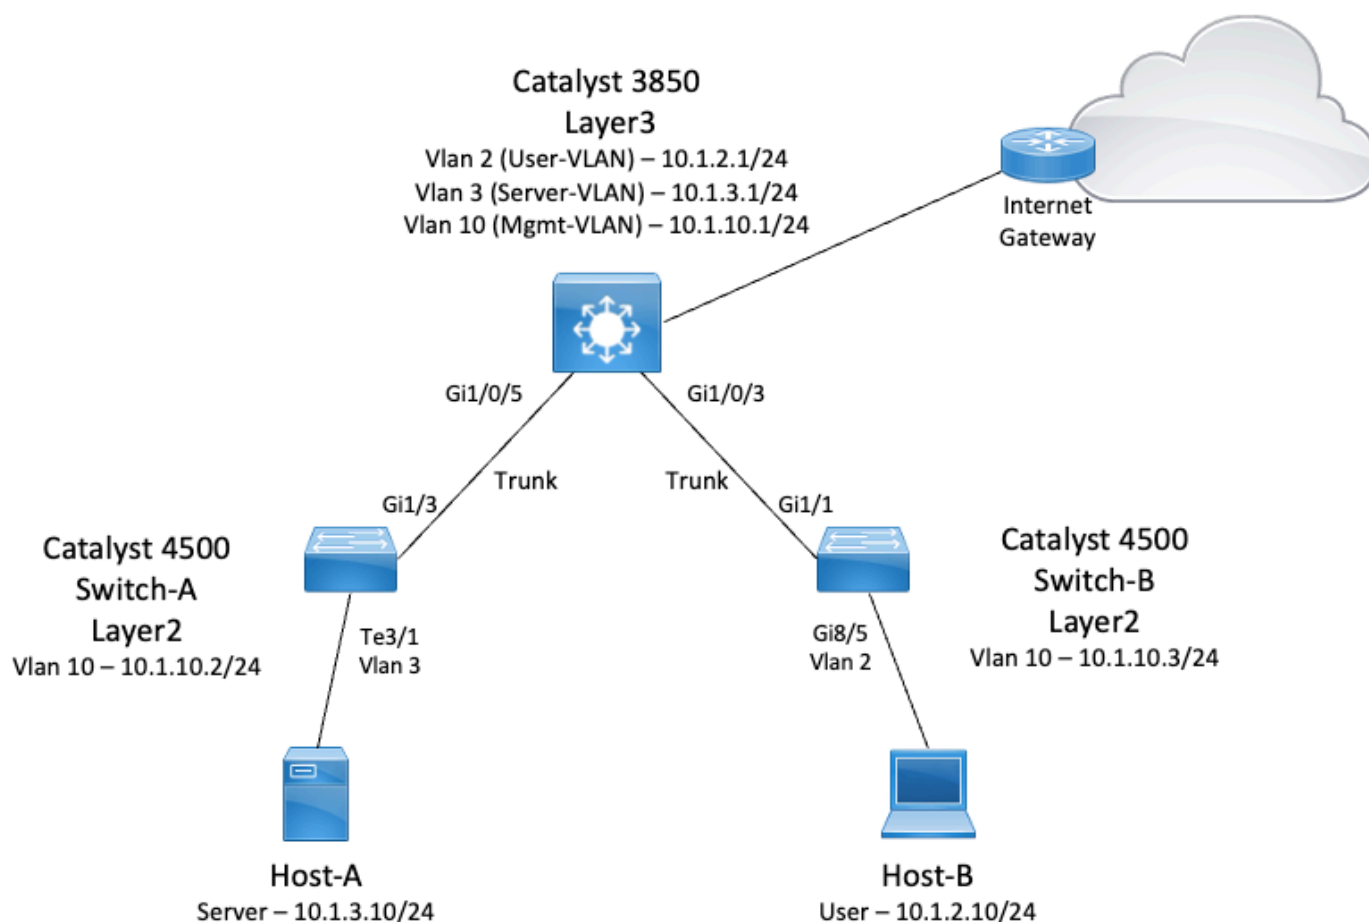 Catalyst 3850
Layer3
Vlan 2 (User-VLAN) – 10.1.2.1/24
Vlan 3 (Server-VLAN) – 10.1.3.1/24
Vlan 10 (Mgmt-VLAN) – 10.1.10.1/24
Internet
Gateway
Gi1/0/5
Gi1/0/3
Trunk
Trunk
Gi1/3
Gi1/1
Catalyst 4500
Switch-A
Layer2
Vlan 10 – 10.1.10.2/24
Catalyst 4500
Switch-B
Layer2
Vlan 10 – 10.1.10.3/24
Te3/1
Vlan 3
Gi8/5
Vlan 2
Host-A
Server – 10.1.3.10/24
Host-B
User – 10.1.2.10/24